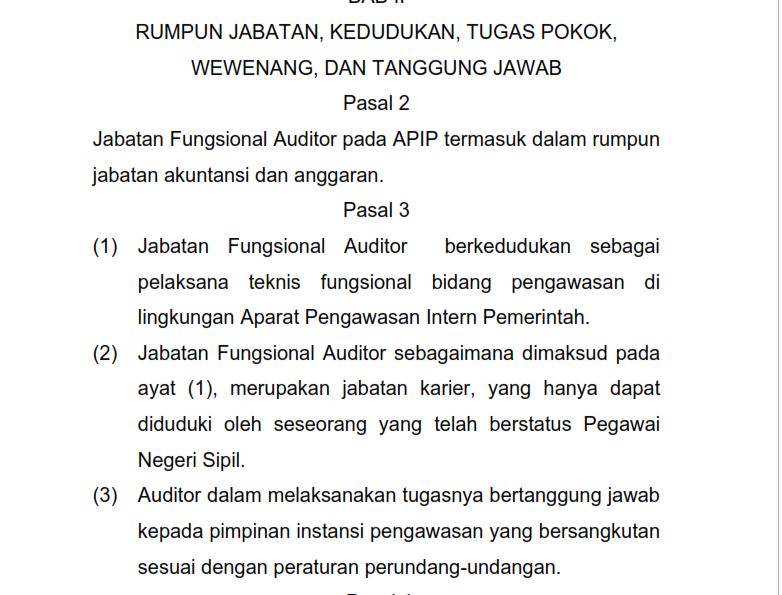 RUMPUN JABATAN, KEDUDUKAN, TUGAS POKOK,
WEWENANG, DAN TANGGUNG JAWAB
Pasal 2
Jabatan Fungsional Auditor pada APIP termasuk dalam rumpun
jabatan akuntansi dan anggaran.
Pasal 3
(1) Jabatan Fungsional Auditor berkedudukan sebagai
pelaksana teknis fungsional bidang pengawasan di
lingkungan Aparat Pengawasan Intern Pemerintah.
(2) Jabatan Fungsional Auditor sebagaimana dimaksud pada
ayat (1), merupakan jabatan karier, yang hanya dapat
diduduki oleh seseorang yang telah berstatus Pegawai
Negeri Sipil.
(3) Auditor dalam melaksanakan tugasnya bertanggung jawab
kepada pimpinan instansi pengawasan yang bersangkutan
sesuai dengan peraturan perundang-undangan.